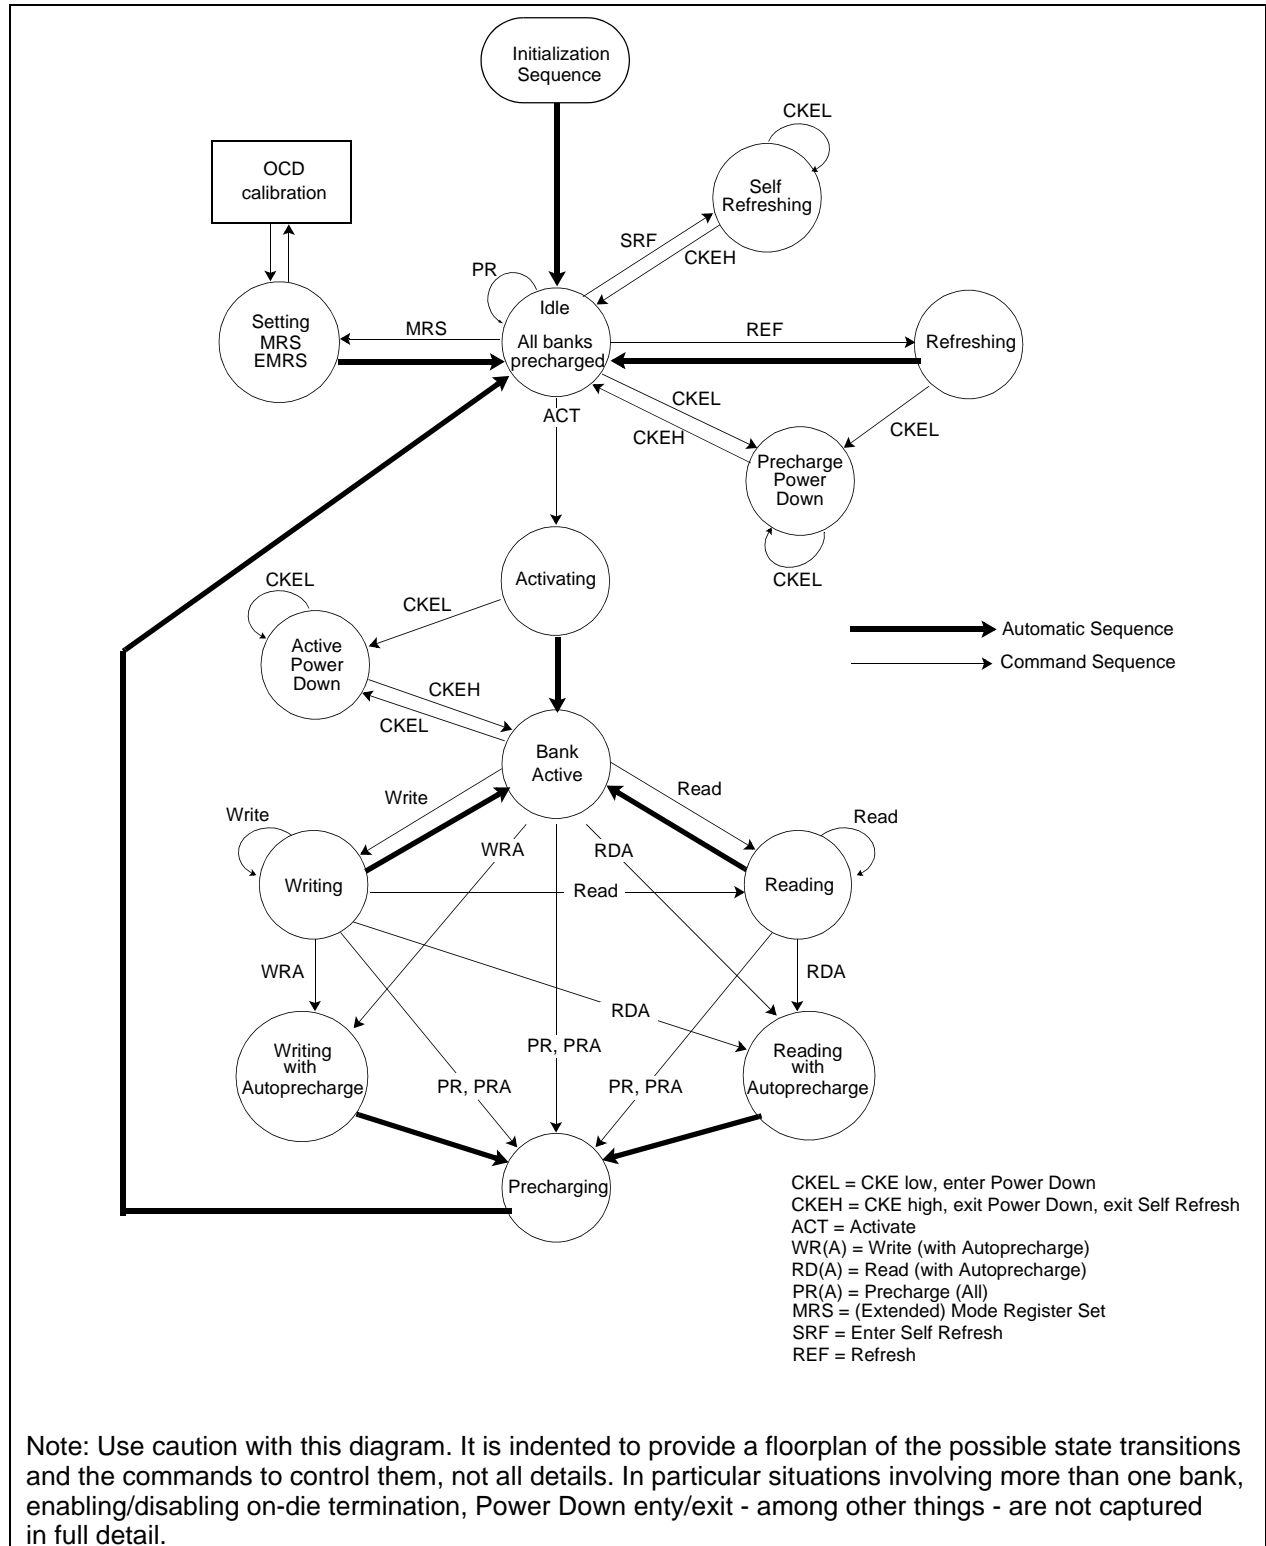 Initialization
Sequence
CKEL
OCD
calibration
Self
Refreshing
SRF
CKEH
PR
Idle
Setting
MRS
EMRS
MRS
All banks
precharged
REF
Refreshing
CKEL
CKEH
ACT
CKEL
Precharge
Power
Down
CKEL
Activating
CKEL
CKEL
Automatic Sequence
Active
Power
Down
Command Sequence
CKEH
CKEL
Bank
Active
Write
Read
Write
Read
WRA
RDA
Writing
Read
Reading
WRA
RDA
RDA
Writing
with
Autoprecharge
PR, PRA
Reading
with
Autoprecharge
PR, PRA
PR, PRA
Precharging
CKEL = CKE low, enter Power Down
CKEH = CKE high, exit Power Down, exit Self Refresh
ACT = Activate
WR(A) = Write (with Autoprecharge)
RD(A) = Read (with Autoprecharge)
PR(A) = Precharge (All)
MRS = (Extended) Mode Register Set
SRF = Enter Self Refresh
REF = Refresh
Note: Use caution with this diagram. It is indented to provide a floorplan of the possible state transitions
and the commands to control them, not all details. In particular situations involving more than one bank,
enabling/disabling on-die termination, Power Down enty/exit - among other things - are not captured
in full detail.